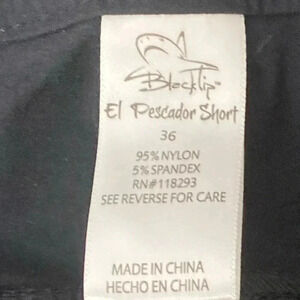 BlackTip™
El Pescador Short
36
95% NYLON
5% SPANDEX
RN#118293
SEE REVERSE FOR CARE
MADE IN CHINA
HECHO EN CHINA